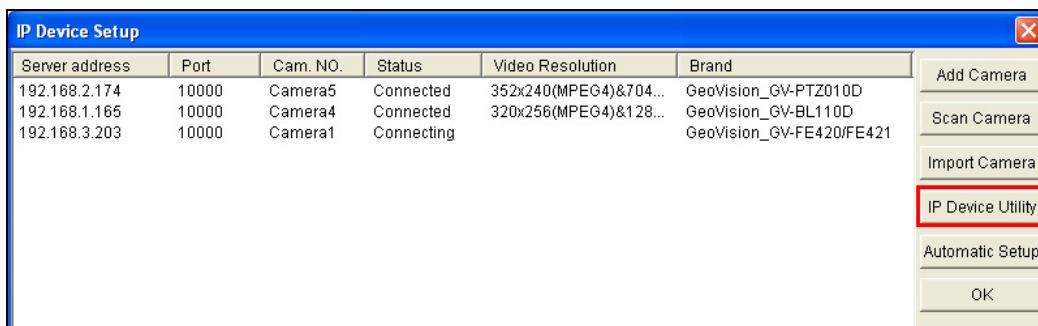 IP Device Setup
Server address Port Cam. NO. Status Video Resolution Brand
192.168.2.174 10000 Camera5 Connected 352x240(MPEG4)&704... GeoVision_GV-PTZ010D
192.168.1.165 10000 Camera4 Connected 320x256(MPEG4)&128... GeoVision_GV-BL110D
192.168.3.203 10000 Camera1 Connecting GeoVision_GV-FE420/FE421
Add Camera
Scan Camera
Import Camera
IP Device Utility
Automatic Setup
OK